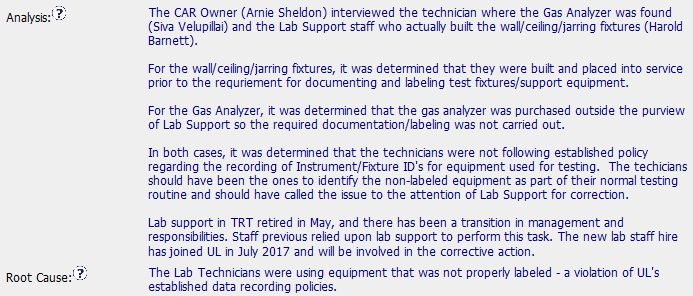 Analysis:? The CAR Owner (Arnie Sheldon) interviewed the technician where the Gas Analyzer was found
(Siva Velupillai) and the Lab Support staff who actually built the wall/ceiling/jarring fixtures (Harold
Barnett).
For the wall/ceiling/jarring fixtures, it was determined that they were built and placed into service
prior to the requriement for documenting and labeling test fixtures/support equipment.
For the Gas Analyzer, it was determined that the gas analyzer was purchased outside the purview
of Lab Support so the required documentation/labeling was not carried out.
In both cases, it was determined that the technicians were not following established policy
regarding the recording of Instrument/Fixture ID's for equipment used for testing.  The techicians
should have been the ones to identify the non-labeled equipment as part of their normal testing
routine and should have called the issue to the attention of Lab Support for correction.
Lab support in TRT retired in May, and there has been a transition in management and
responsibilities. Staff previous relied upon lab support to perform this task. The new lab staff hire
has joined UL in July 2017 and will be involved in the corrective action.
Root Cause:? The Lab Technicians were using equipment that was not properly labeled - a violation of UL's
established data recording policies.